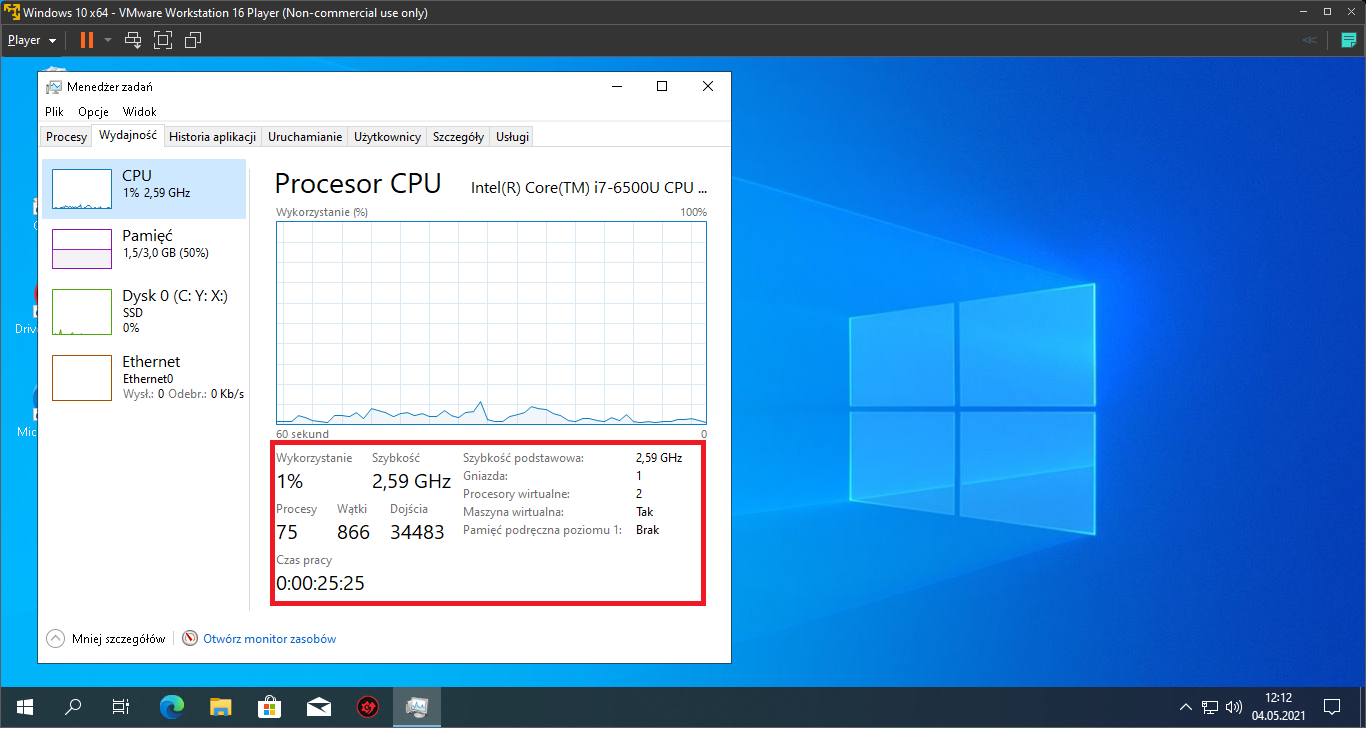 Windows 10 x64 - VMware Workstation 16 Player (Non-commercial use only)
Player
Menedżer zadań
Plik Opcje Widok
Procesy Wydajność Historia aplikacji Uruchamianie Użytkownicy Szczegóły Usługi
CPU
1% 2,59 GHz
Pamięć
1,5/3,0 GB (50%)
Dysk 0 (C: Y: X:)
SSD
0%
Ethernet
Ethernet0
Wysł.: 0 Odebr.: 0 Kb/s
Procesor CPU Intel(R) Core(TM) i7-6500U CPU ...
Wykorzystanie (%) 100%
60 sekund 0
Wykorzystanie Szybkość
1% 2,59 GHz
Procesy Wątki Dojścia
75 866 34483
Czas pracy
0:00:25:25
Szybkość podstawowa: 2,59 GHz
Gniazda: 1
Procesory wirtualne: 2
Maszyna wirtualna: Tak
Pamięć podręczna poziomu 1: Brak
Mniej szczegółów Otwórz monitor zasobów
Driv
Mic
12:12
04.05.2021